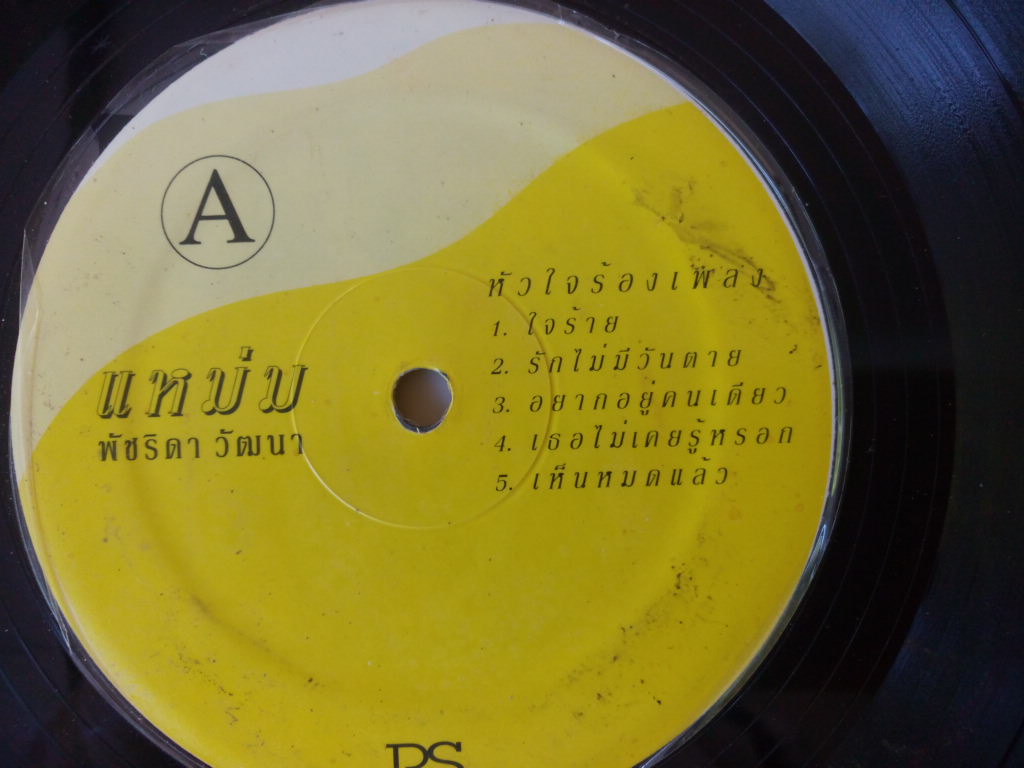 A
แหม่ม
พัชริดา วัฒนา
หัวใจร้องเพลง
1. ใจร้าย
2. รักไม่มีวันตาย
3. อยากอยู่คนเดียว
4. เธอไม่เคยรู้หรอก
5. เห็นหมดแล้ว